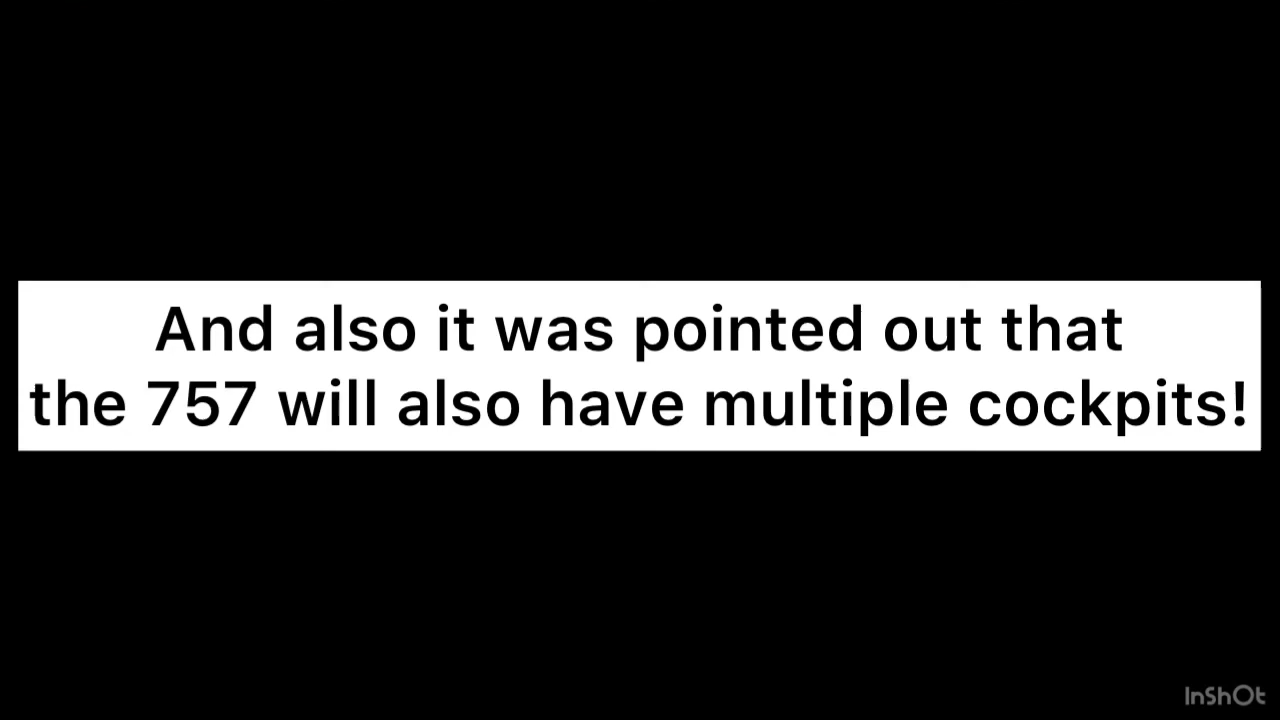 And also it was pointed out that
the 757 will also have multiple cockpits!
InShOt